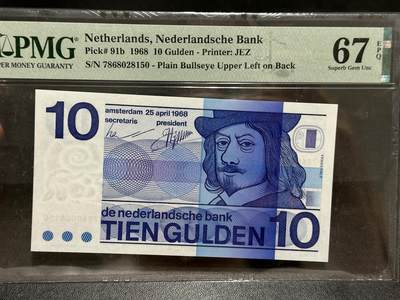 PMG
PER MONEY GUARANTY
Netherlands, Nederlandsche Bank
Pick# 91b 1968 10 Gulden - Printer: JEZ
S/N 7868028150 - Plain Bullseye Upper Left on Back
67
EPQ
Superb Gem Unc
10
amsterdam 25 april 1968
secretaris president
de nederlandsche bank
TIEN GULDEN
10